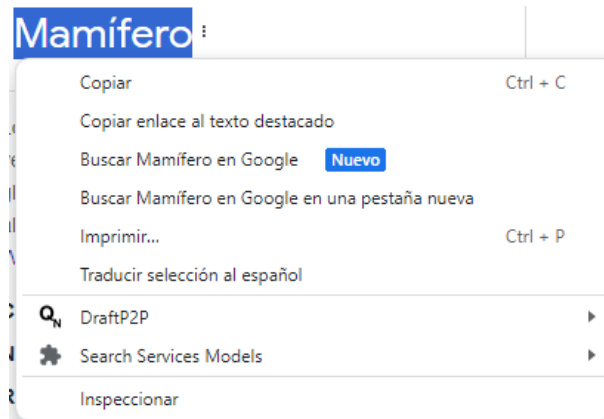 Mamífero
Copiar Ctrl + C
Copiar enlace al texto destacado
Buscar Mamífero en Google Nuevo
Buscar Mamífero en Google en una pestaña nueva
Imprimir... Ctrl + P
Traducir selección al español
QN DraftP2P
Search Services Models
Inspeccionar